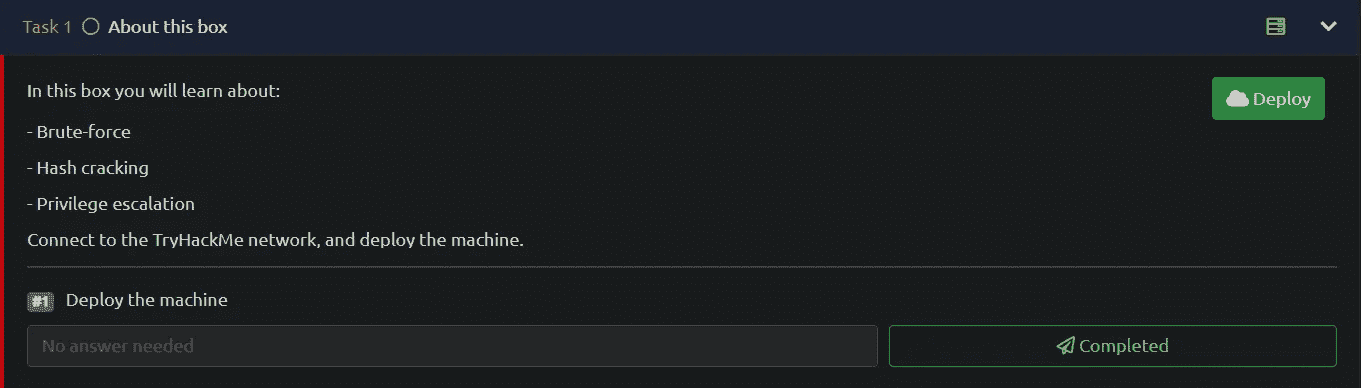 Task 1 About this box
In this box you will learn about:
Deploy
- Brute-force
- Hash cracking
- Privilege escalation
Connect to the TryHackMe network, and deploy the machine.
#1 Deploy the machine
No answer needed
Completed